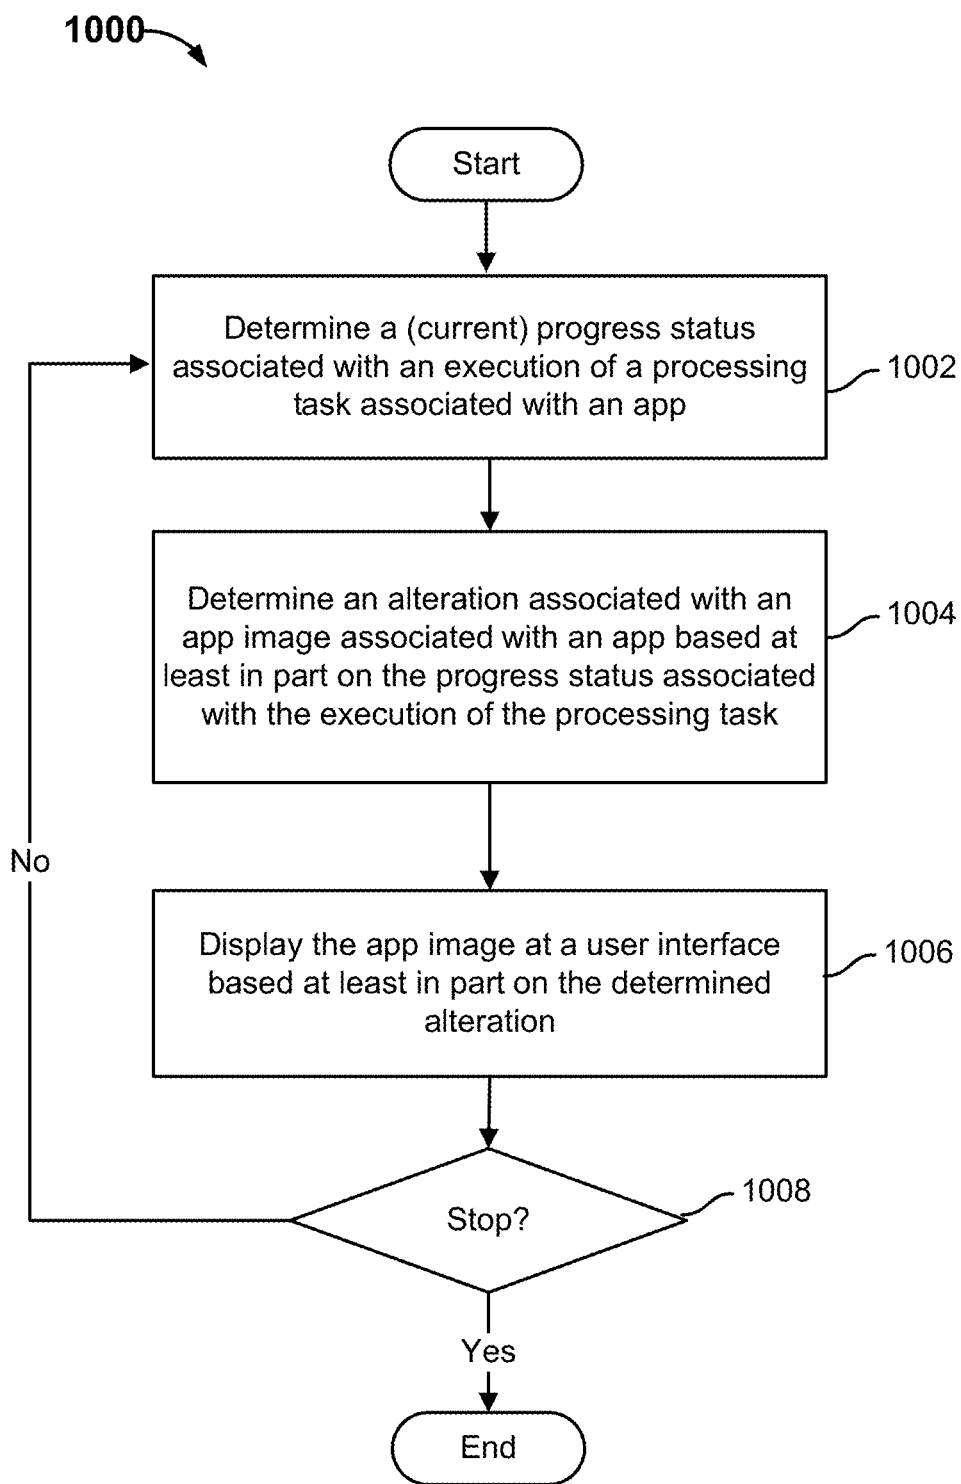 1000
Start
Determine a (current) progress status
associated with an execution of a processing
task associated with an app
1002
Determine an alteration associated with an
app image associated with an app based at
least in part on the progress status associated
with the execution of the processing task
1004
No
Display the app image at a user interface
based at least in part on the determined
alteration
1006
Stop?
1008
Yes
End